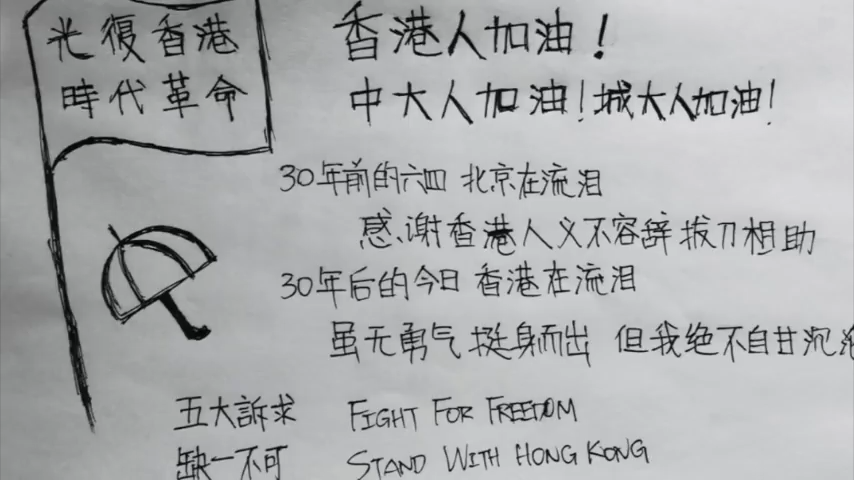 光復香港
時代革命
香港人加油！
中大人加油！城大人加油！
30年前的六四 北京在流泪
感谢香港人义不容辞 拔刀相助
30年后的今日 香港在流泪
虽无勇气 挺身而出 但我绝不自甘沉
五大訴求 FIGHT FOR FREEDOM
缺一不可 STAND WITH HONG KONG